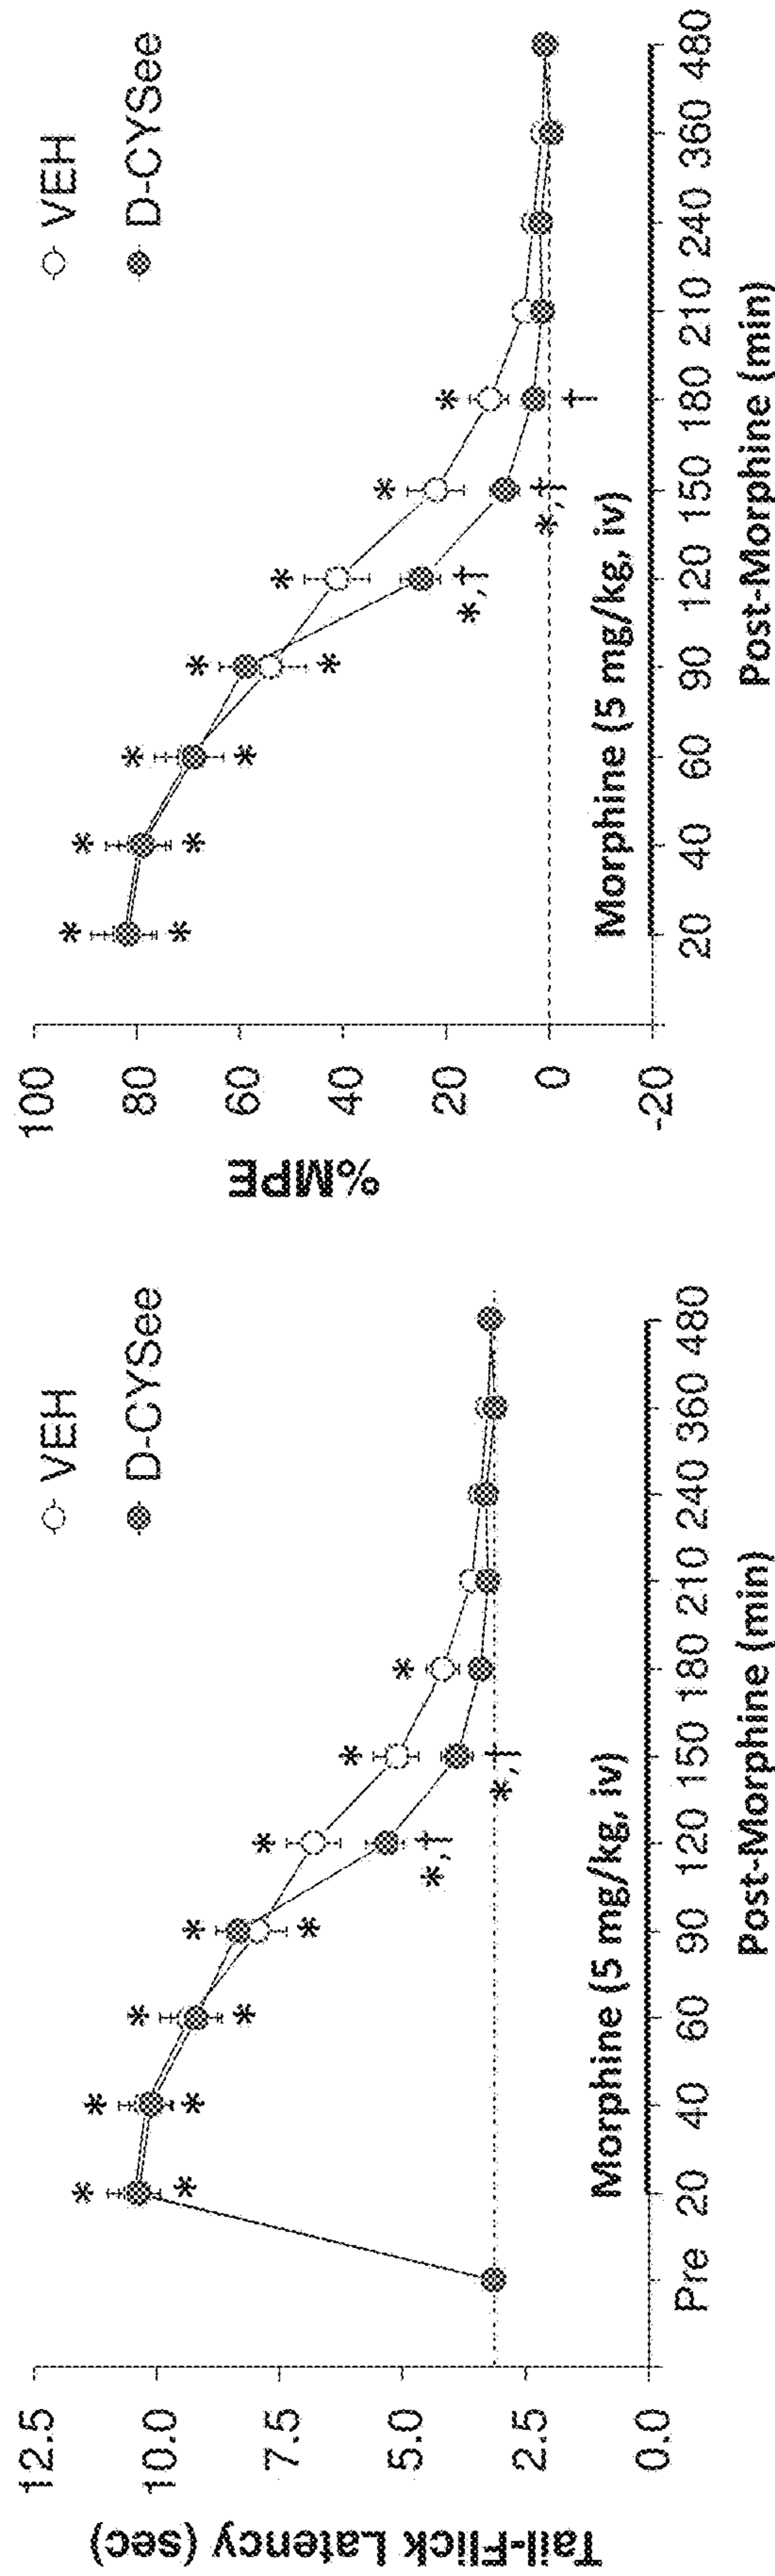 Tail-Flick Latency (sec)
12.5
10.0
7.5
5.0
2.5
0.0
VEH
D-CYSee
* * * * * * *
* * * * *,† *,†
Morphine (5 mg/kg, iv)
Pre 20 40 60 90 120 150 180 210 240 360 480
Post-Morphine (min)
%MPE
100
80
60
40
20
0
-20
VEH
D-CYSee
* * * * * * *
* * * * *,† *,† †
Morphine (5 mg/kg, iv)
20 40 60 90 120 150 180 210 240 360 480
Post-Morphine (min)